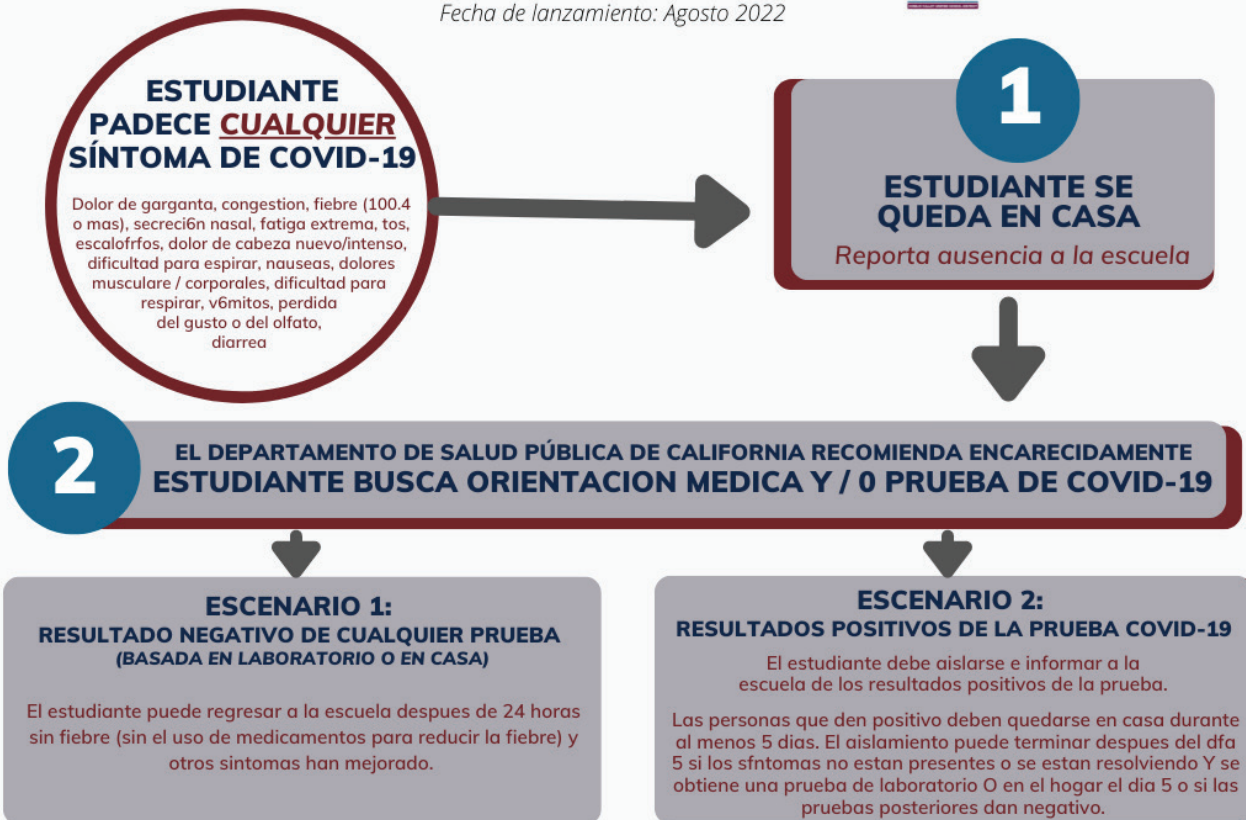 Fecha de lanzamiento: Agosto 2022
ESTUDIANTE
PADECE CUALQUIER
SÍNTOMA DE COVID-19
Dolor de garganta, congestion, fiebre (100.4
o mas), secreci6n nasal, fatiga extrema, tos,
escalofrfos, dolor de cabeza nuevo/intenso,
dificultad para espirar, nauseas, dolores
musculare / corporales, dificultad para
respirar, v6mitos, perdida
del gusto o del olfato,
diarrea
1
ESTUDIANTE SE
QUEDA EN CASA
Reporta ausencia a la escuela
2
EL DEPARTAMENTO DE SALUD PÚBLICA DE CALIFORNIA RECOMIENDA ENCARECIDAMENTE
ESTUDIANTE BUSCA ORIENTACION MEDICA Y / 0 PRUEBA DE COVID-19
ESCENARIO 1:
RESULTADO NEGATIVO DE CUALQUIER PRUEBA
(BASADA EN LABORATORIO O EN CASA)
El estudiante puede regresar a la escuela despues de 24 horas
sin fiebre (sin el uso de medicamentos para reducir la fiebre) y
otros sintomas han mejorado.
ESCENARIO 2:
RESULTADOS POSITIVOS DE LA PRUEBA COVID-19
El estudiante debe aislarse e informar a la
escuela de los resultados positivos de la prueba.
Las personas que den positivo deben quedarse en casa durante
al menos 5 dias. El aislamiento puede terminar despues del dfa
5 si los sfntomas no estan presentes o se estan resolviendo Y se
obtiene una prueba de laboratorio O en el hogar el dia 5 o si las
pruebas posteriores dan negativo.